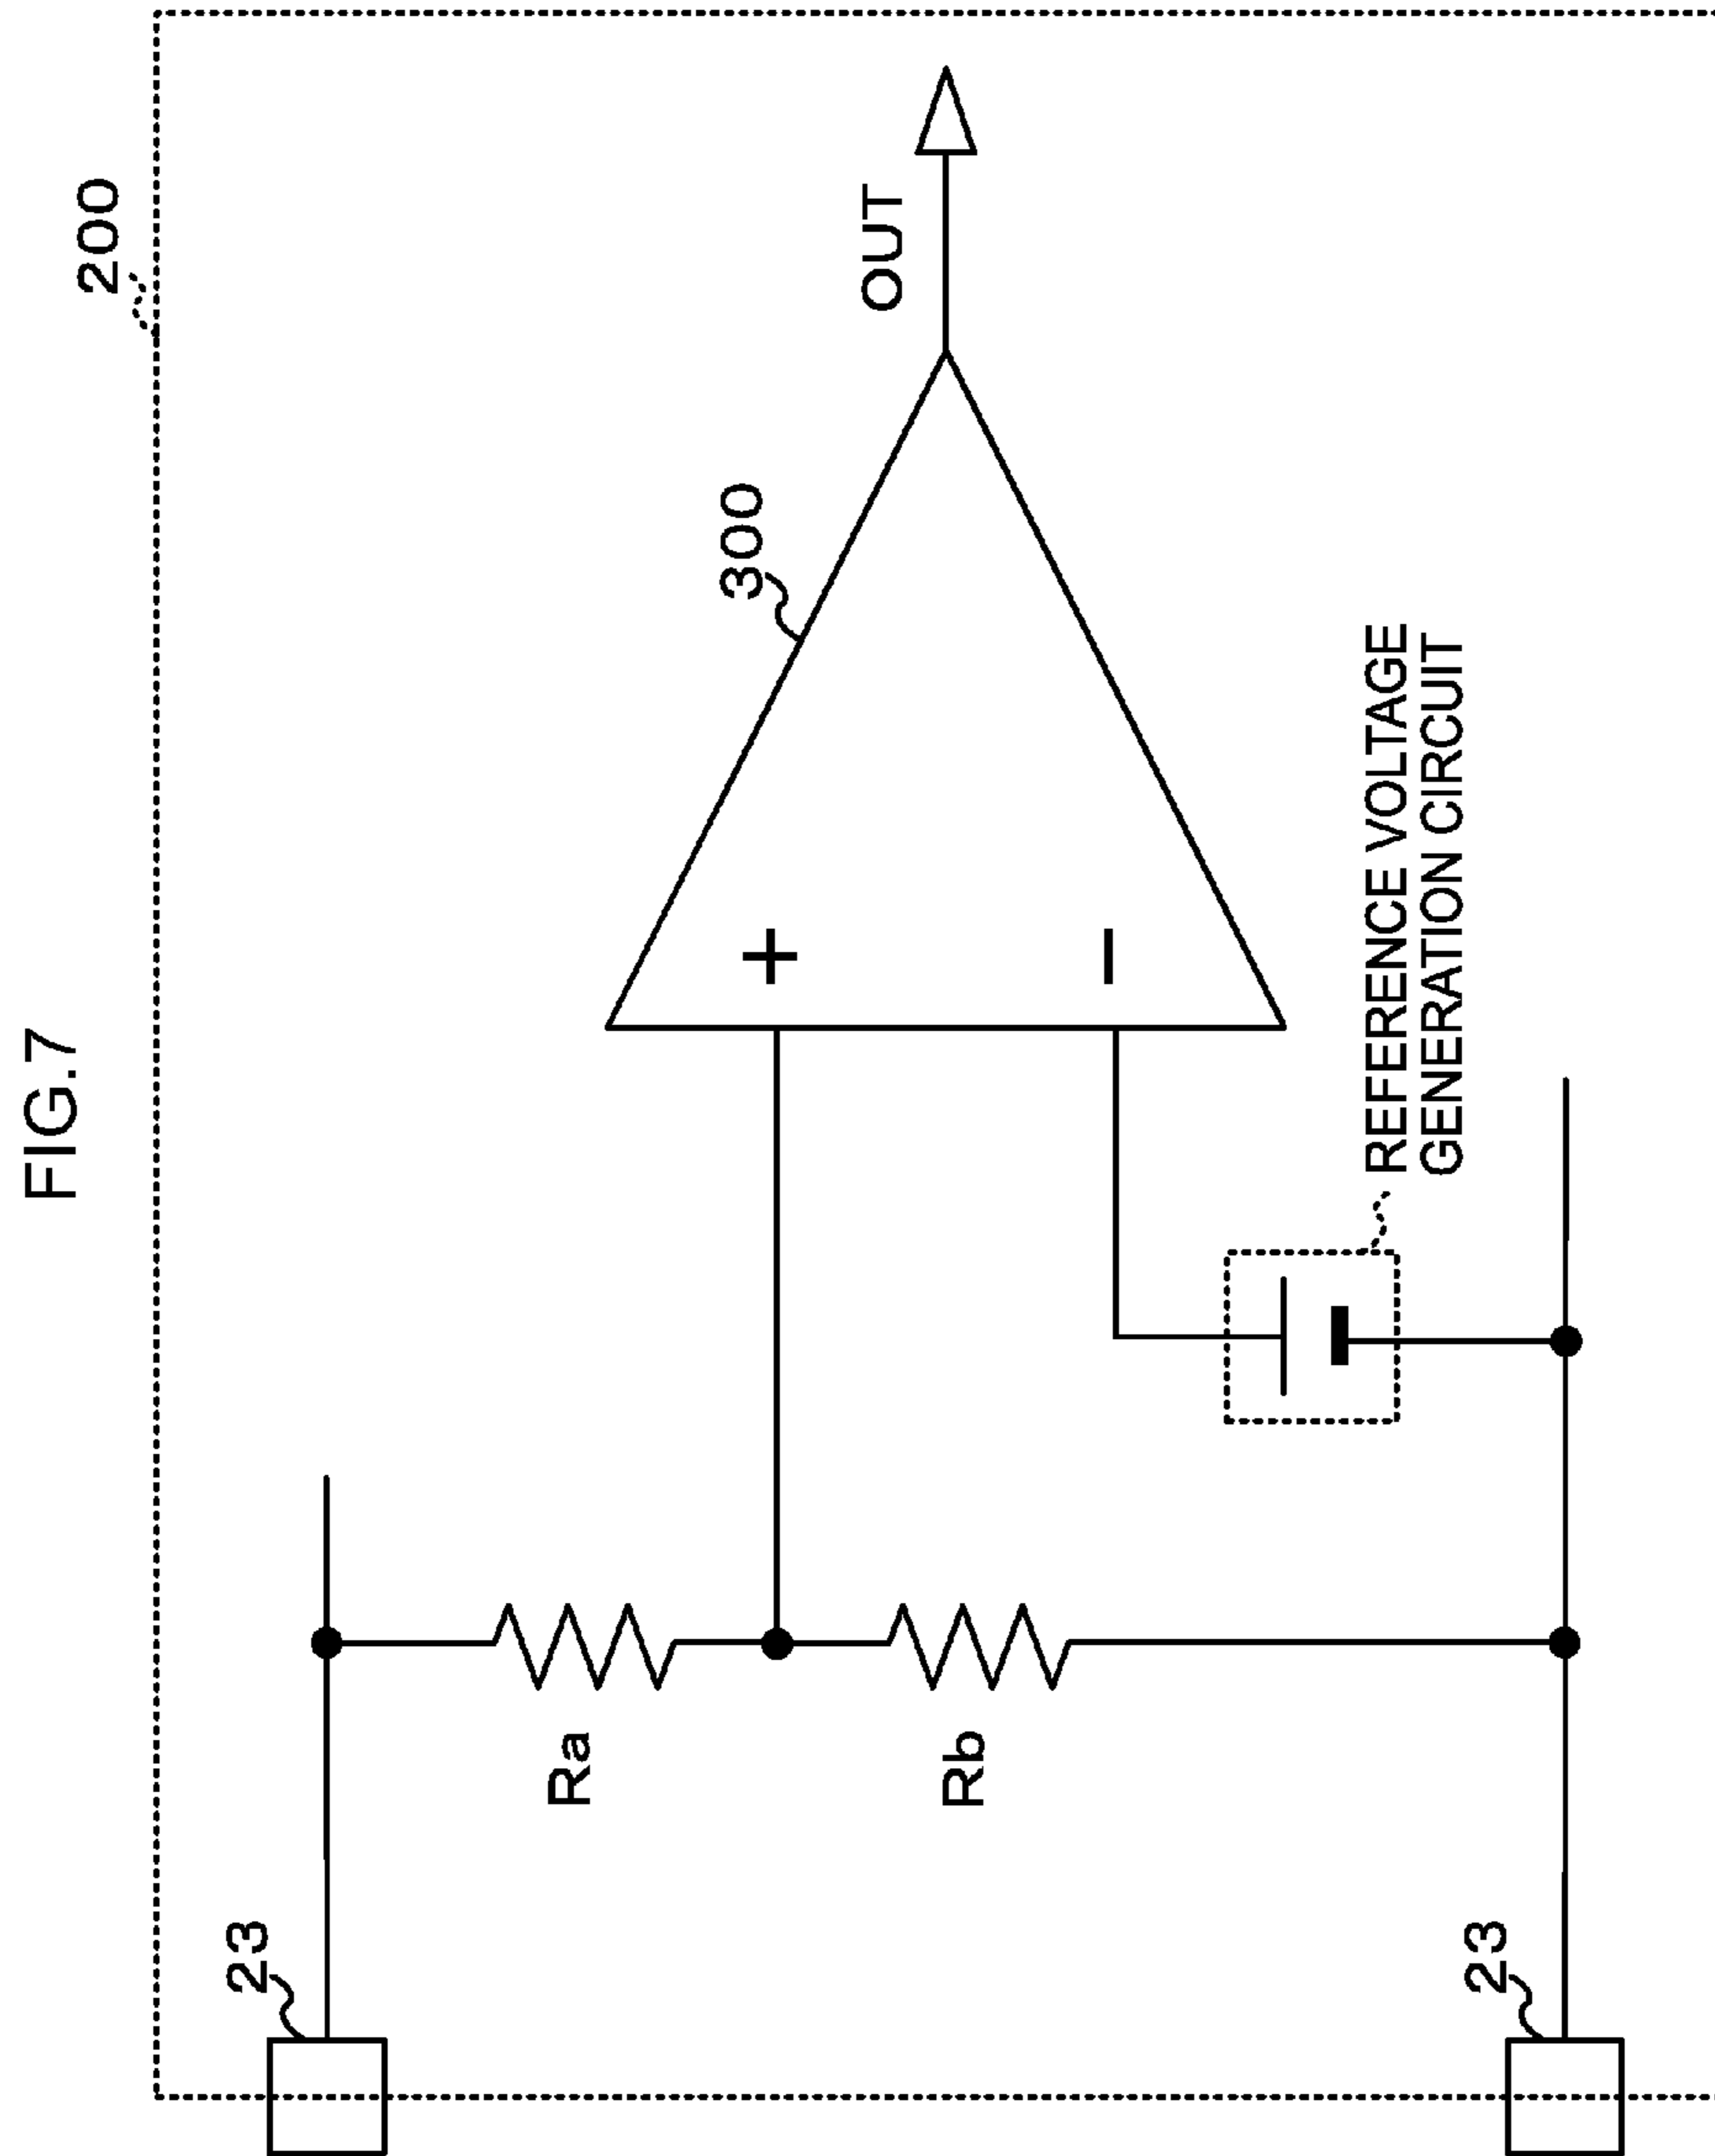 FIG.7
200
OUT
300
+
−
REFERENCE VOLTAGE
GENERATION CIRCUIT
Ra
Rb
23
23